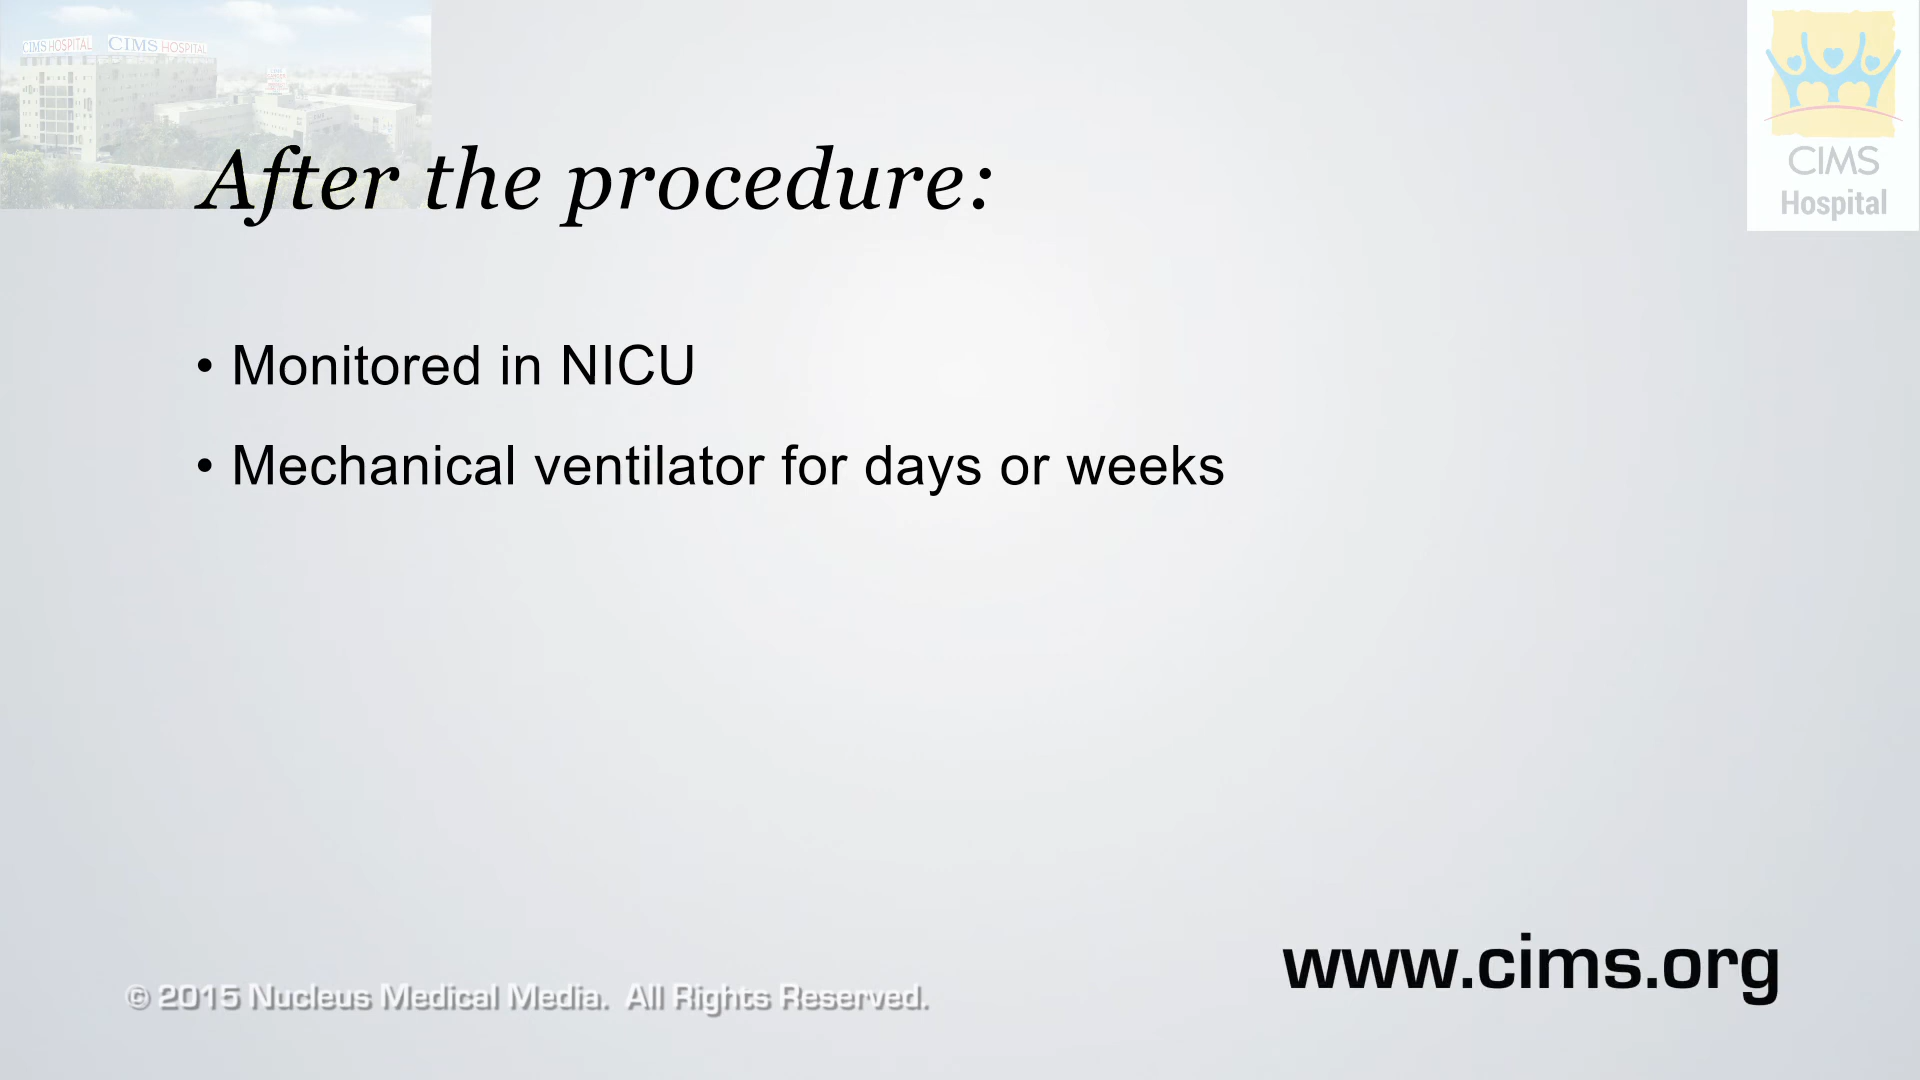 CIMS HOSPITAL CIMS HOSPITAL
CIMS
Hospital
After the procedure:
• Monitored in NICU
• Mechanical ventilator for days or weeks
www.cims.org
© 2015 Nucleus Medical Media. All Rights Reserved.